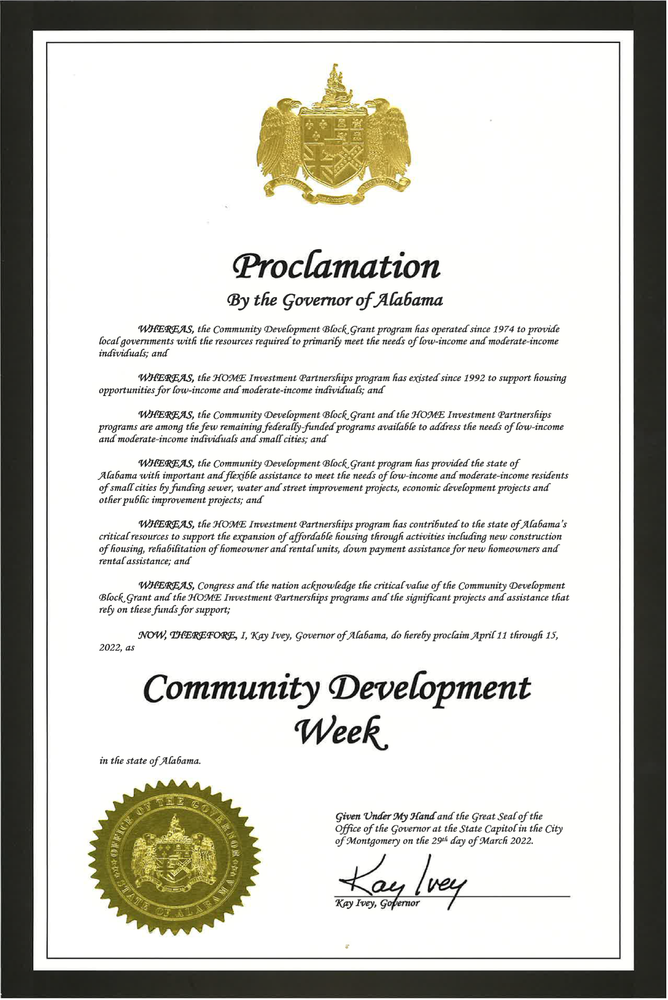 Proclamation
By the Governor of Alabama
WHEREAS, the Community Development Block Grant program has operated since 1974 to provide
local governments with the resources required to primarily meet the needs of low-income and moderate-income
individuals; and
WHEREAS, the HOME Investment Partnerships program has existed since 1992 to support housing
opportunities for low-income and moderate-income individuals; and
WHEREAS, the Community Development Block Grant and the HOME Investment Partnerships
programs are among the few remaining federally-funded programs available to address the needs of low-income
and moderate-income individuals and small cities; and
WHEREAS, the Community Development Block Grant program has provided the state of
Alabama with important and flexible assistance to meet the needs of low-income and moderate-income residents
of small cities by funding sewer, water and street improvement projects, economic development projects and
other public improvement projects; and
WHEREAS, the HOME Investment Partnerships program has contributed to the state of Alabama's
critical resources to support the expansion of affordable housing through activities including new construction
of housing, rehabilitation of homeowner and rental units, down payment assistance for new homeowners and
rental assistance; and
WHEREAS, Congress and the nation acknowledge the critical value of the Community Development
Block Grant and the HOME Investment Partnerships programs and the significant projects and assistance that
rely on these funds for support;
NOW, THEREFORE, I, Kay Ivey, Governor of Alabama, do hereby proclaim April 11 through 15,
2022, as
Community Development
Week
in the state of Alabama.
OFFICE OF THE GOVERNOR
STATE OF ALABAMA
Given Under My Hand and the Great Seal of the
Office of the Governor at the State Capitol in the City
of Montgomery on the 29th day of March 2022.
Kay Ivey
Kay Ivey, Governor